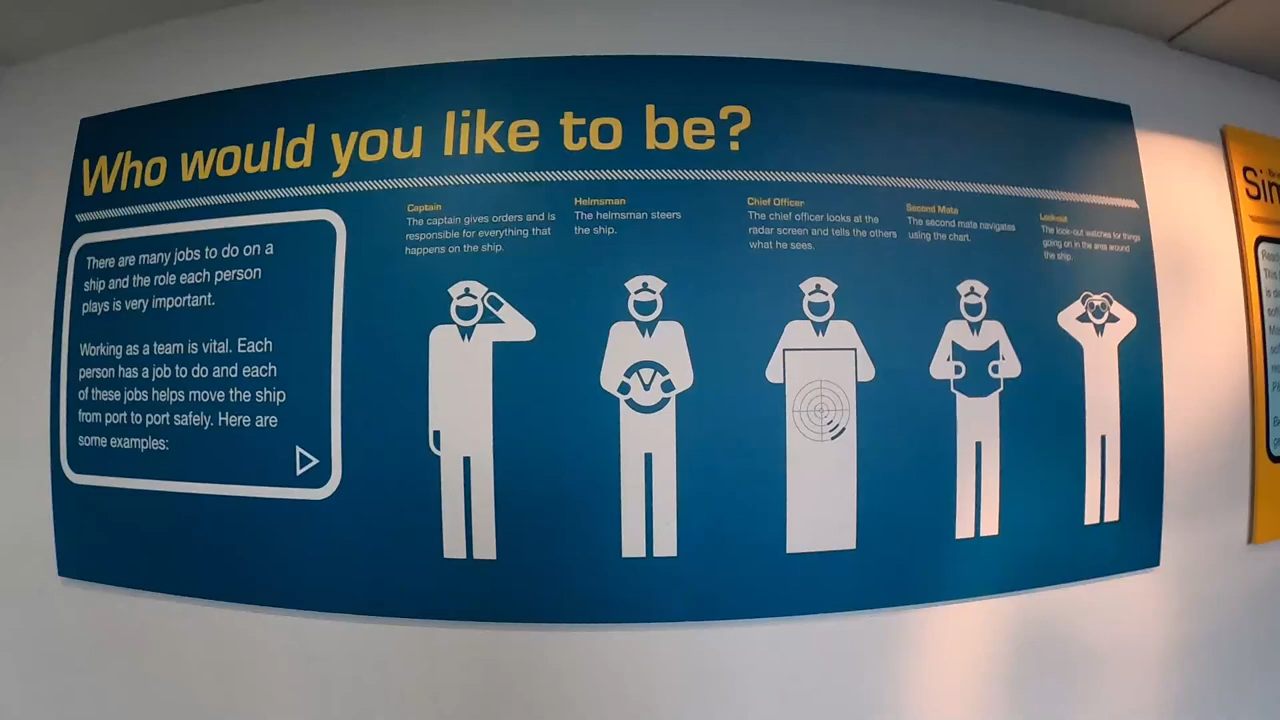 Who would you like to be?
There are many jobs to do on a
ship and the role each person
plays is very important.
Working as a team is vital. Each
person has a job to do and each
of these jobs helps move the ship
from port to port safely. Here are
some examples:
Captain
The captain gives orders and is
responsible for everything that
happens on the ship.
Helmsman
The helmsman steers
the ship.
Chief Officer
The chief officer looks at the
radar screen and tells the others
what he sees.
Second Mate
The second mate navigates
using the chart.
Lookout
The look-out watches for things
going on in the area around
the ship.